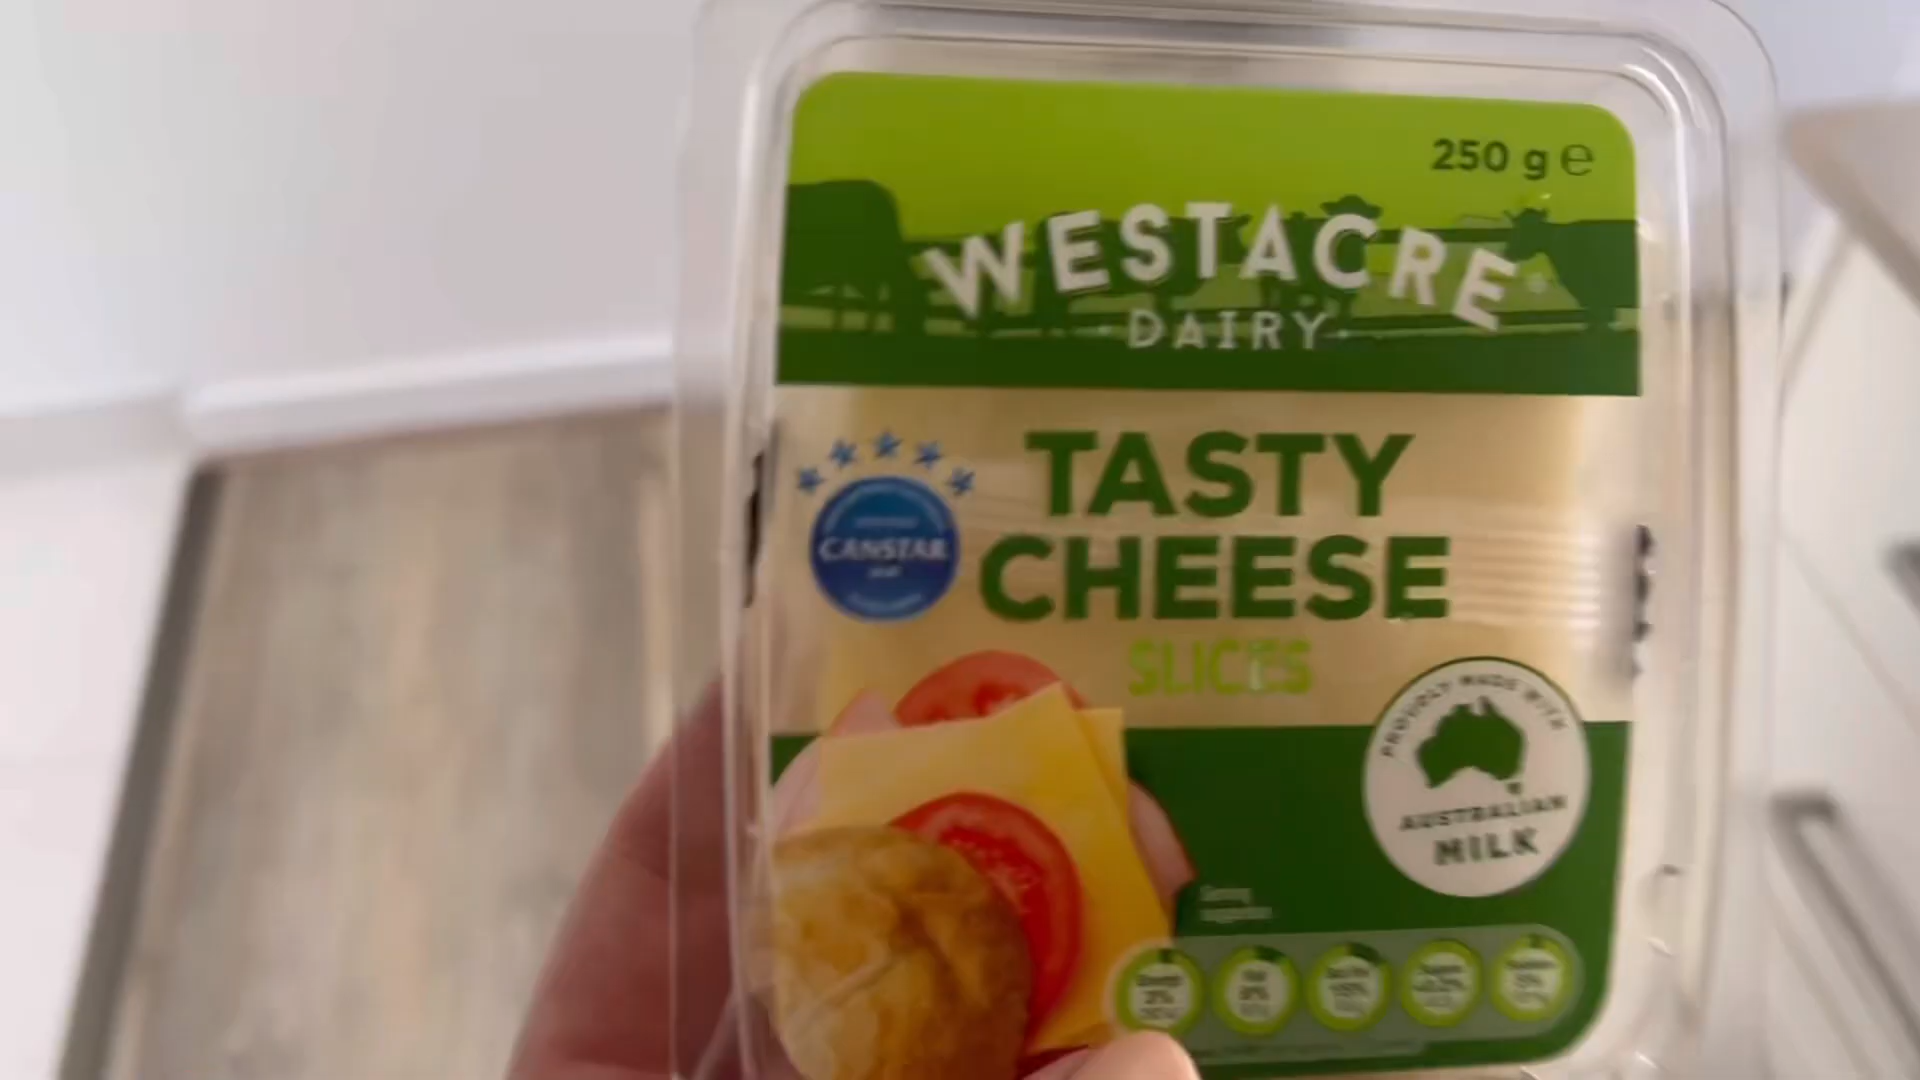 250 g ℮
WESTACRE
DAIRY
TASTY
CHEESE
SLICES
CANSTAR
PROUDLY MADE WITH
AUSTRALIAN
MILK